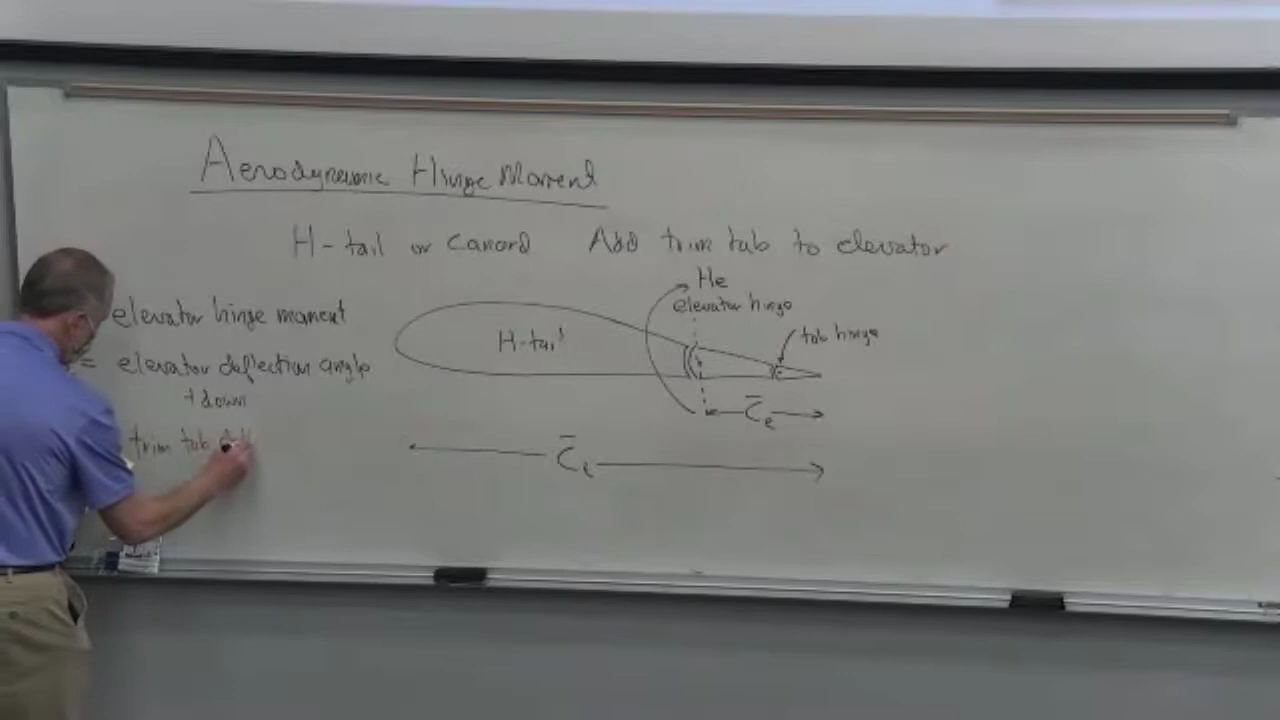 Aerodynamic Hinge Moment
H-tail or Canard Add trim tab to elevator
He
elevator hinge
elevator hinge moment
H-tail
tab hinge
= elevator deflection angle
+ down
c̄e
trim tab
c̄t